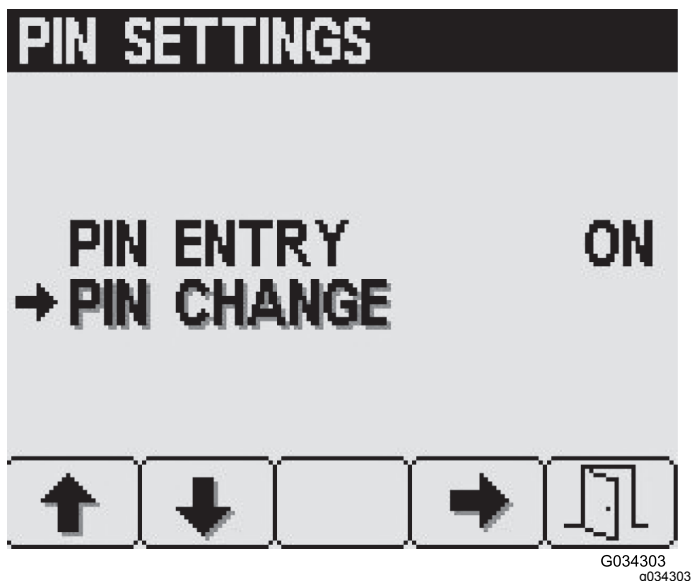 PIN SETTINGS
PIN ENTRY ON
PIN CHANGE
G034303
g034303